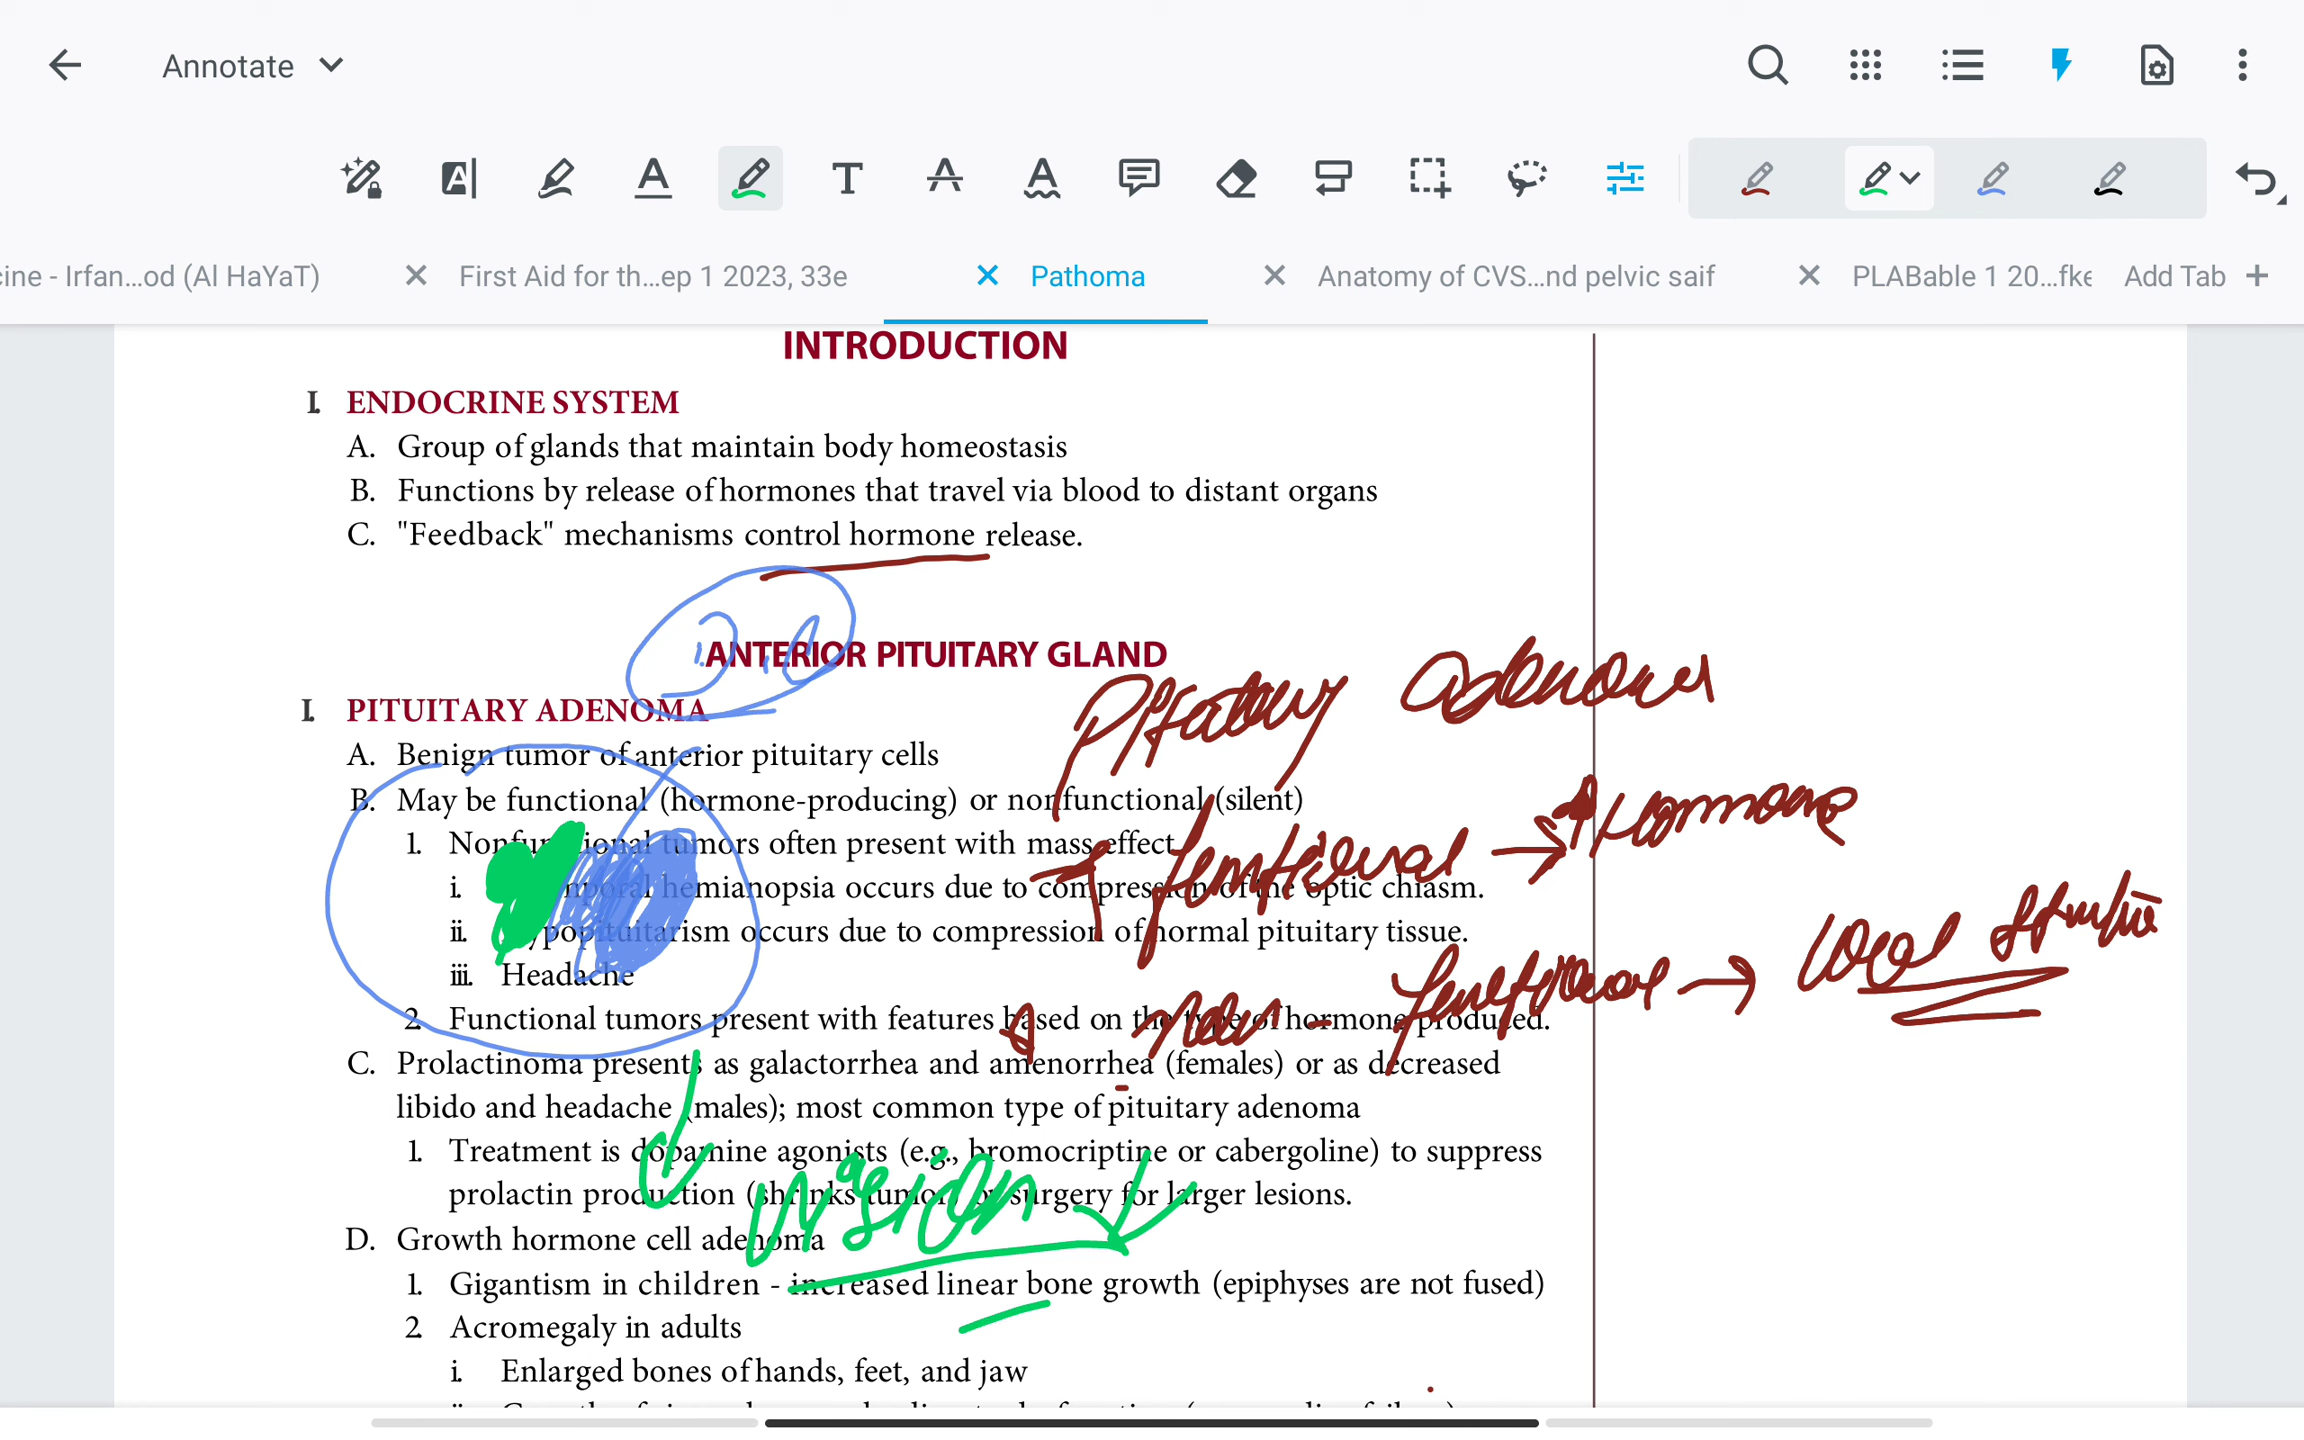 Annotate
cine - Irfan...od (Al HaYaT)
First Aid for th...ep 1 2023, 33e
Pathoma
Anatomy of CVS...nd pelvic saif
PLABable 1 20...fke
Add Tab +
INTRODUCTION
I. ENDOCRINE SYSTEM
A. Group of glands that maintain body homeostasis
B. Functions by release of hormones that travel via blood to distant organs
C. "Feedback" mechanisms control hormone release.
ANTERIOR PITUITARY GLAND
I. PITUITARY ADENOMA
Pituitary adenoma
A. Benign tumor of anterior pituitary cells
B. May be functional (hormone-producing) or nonfunctional (silent)
functional → ↑ Hormone
1. Nonfunctional tumors often present with mass effect
i. hemianopsia occurs due to compression of the optic chiasm.
ii. Hypopituitarism occurs due to compression of normal pituitary tissue.
iii. Headache
functional → local
2. Functional tumors present with features based on the type of hormone produced.
C. Prolactinoma presents as galactorrhea and amenorrhea (females) or as decreased
libido and headache (males); most common type of pituitary adenoma
1. Treatment is dopamine agonists (e.g., bromocriptine or cabergoline) to suppress
prolactin production (shrinks tumor) or surgery for larger lesions.
vision ↓
D. Growth hormone cell adenoma
1. Gigantism in children - increased linear bone growth (epiphyses are not fused)
2. Acromegaly in adults
i. Enlarged bones of hands, feet, and jaw